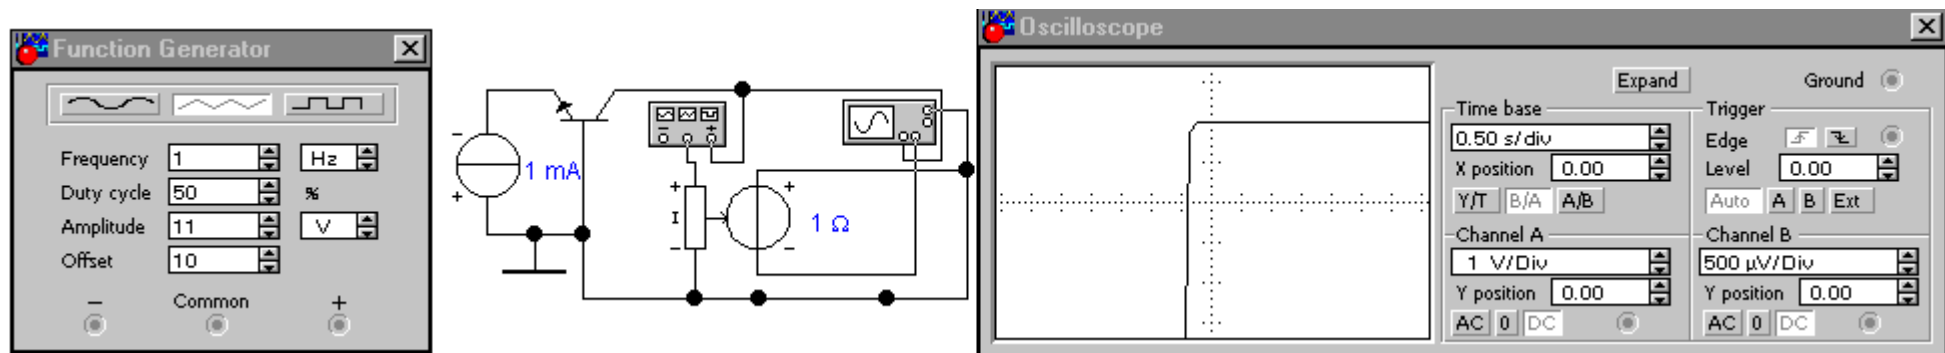 Function Generator
Frequency 1 Hz
Duty cycle 50 %
Amplitude 11 V
Offset 10
− Common +
− +
1 mA
− +
+ I −
+ −
1 Ω
Oscilloscope
Expand Ground
Time base
0.50 s/div
X position 0.00
Y/T B/A A/B
Trigger
Edge
Level 0.00
Auto A B Ext
Channel A
1 V/Div
Y position 0.00
AC 0 DC
Channel B
500 µV/Div
Y position 0.00
AC 0 DC